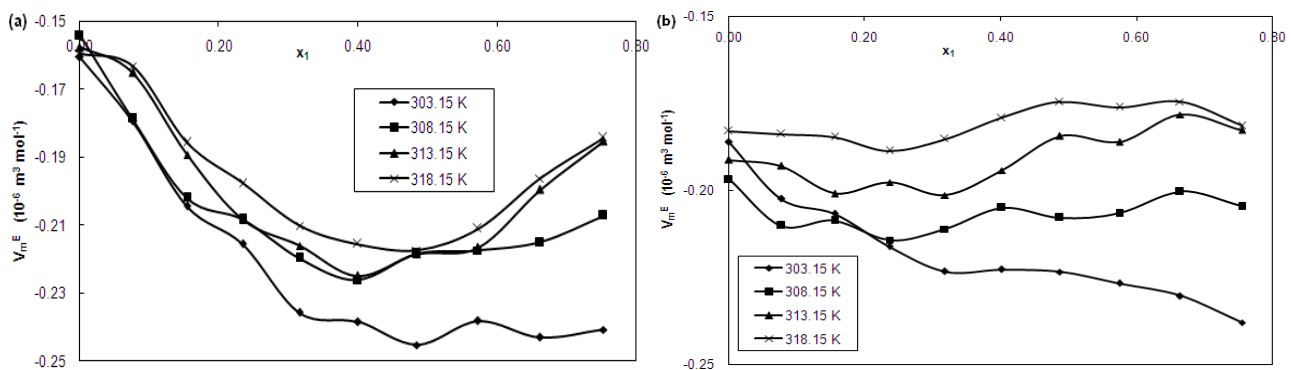 (a)
-0.15
0.00 0.20 0.40 0.60 0.80
x1
-0.17
-0.19
-0.21
-0.23
-0.25
VmE (10-6 m3 mol-1)
303.15 K
308.15 K
313.15 K
318.15 K
(b)
-0.15
0.00 0.20 0.40 0.60 0.80
x1
-0.20
-0.25
VmE (10-6 m3 mol-1)
303.15 K
308.15 K
313.15 K
318.15 K